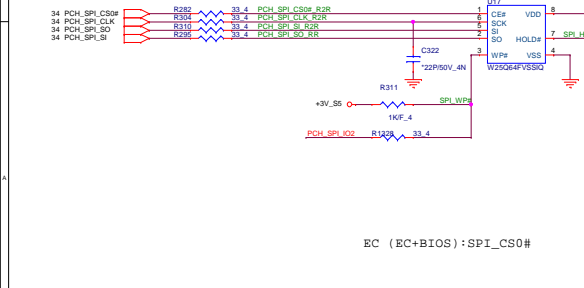 U17
34 PCH_SPI_CS0# R282 33_4 PCH_SPI_CS0#_R2R 1 CE# VDD 8
34 PCH_SPI_CLK R304 33_4 PCH_SPI_CLK_R2R 6 SCK
34 PCH_SPI_SO R310 33_4 PCH_SPI_SI_R2R 5 SI
34 PCH_SPI_SI R295 33_4 PCH_SPI_SO_RR 2 SO HOLD# 7 SPI_H
3 WP# VSS 4
W25Q64FVSSIQ
C322
*22P/50V_4N
R311
+3V_S5 SPI_WP#
1K/F_4
PCH_SPI_IO2 R1228 33_4
A
EC (EC+BIOS):SPI_CS0#